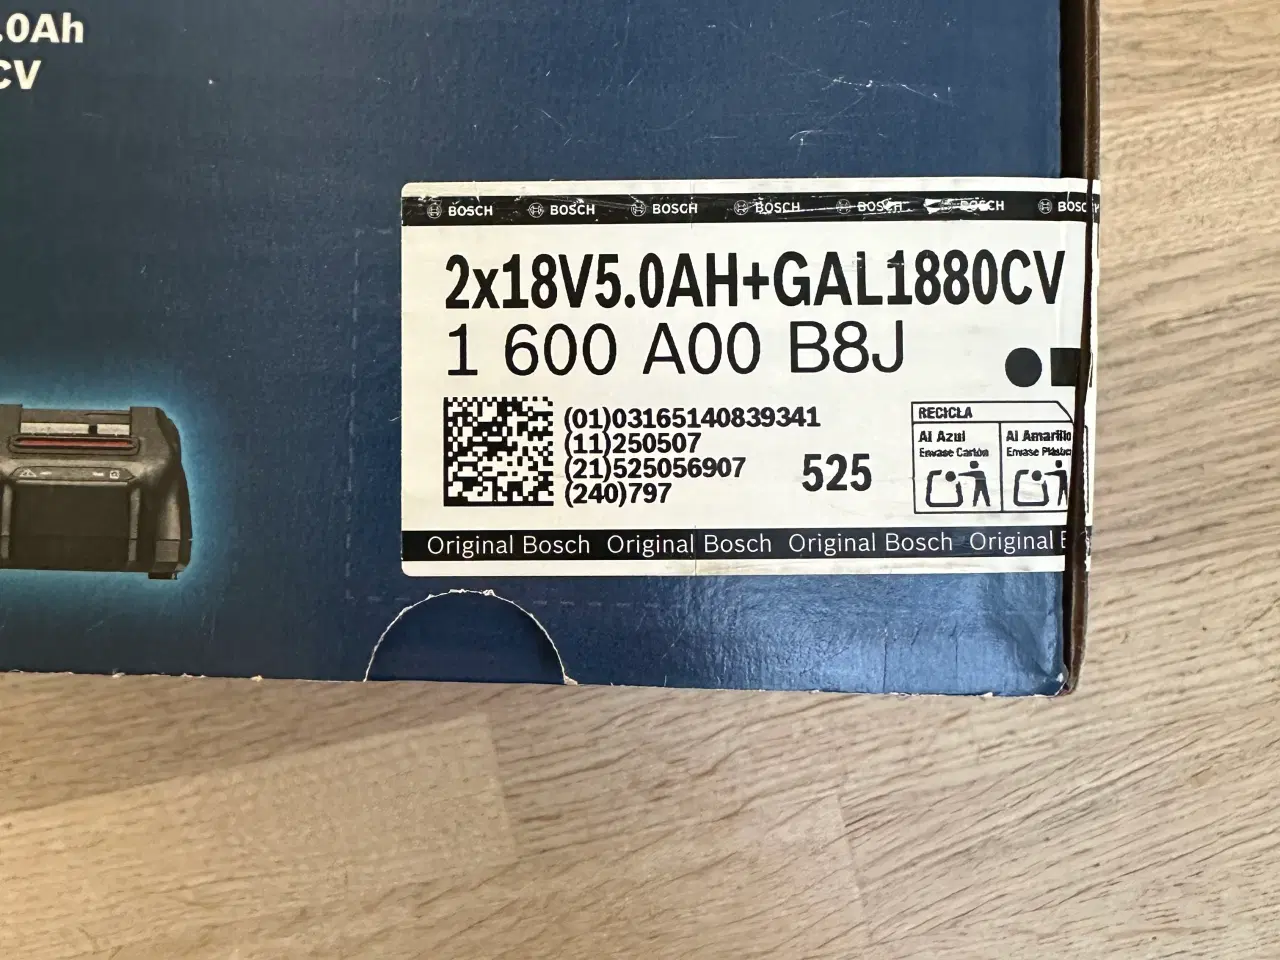 .0Ah
CV
BOSCH BOSCH BOSCH BOSCH BOSCH BOSCH BOSCH
2x18V5.0AH+GAL1880CV
1 600 A00 B8J
(01)03165140839341
(11)250507
(21)525056907
(240)797
525
RECICLA
Al Azul
Envase Cartón
Al Amarillo
Envase Plástico
Original Bosch Original Bosch Original Bosch Original B